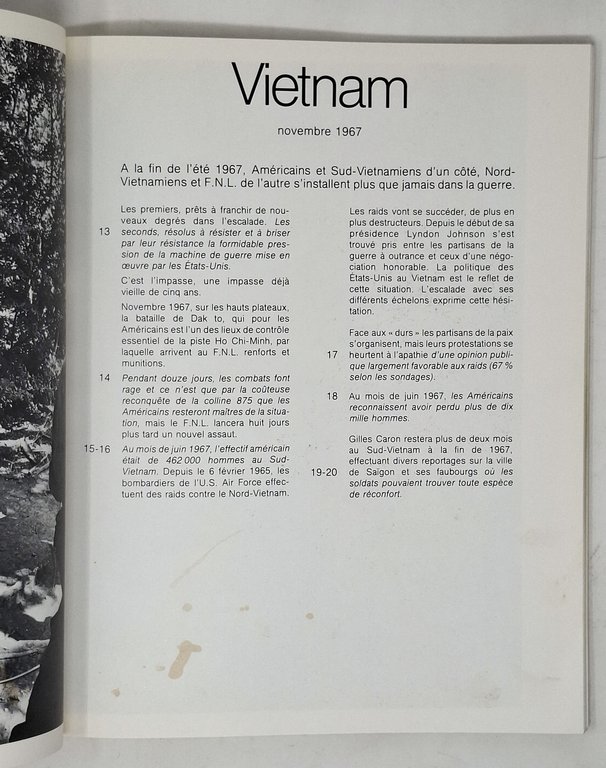 Vietnam
novembre 1967
A la fin de l'été 1967, Américains et Sud-Vietnamiens d'un côté, Nord-
Vietnamiens et F.N.L. de l'autre s'installent plus que jamais dans la guerre.
Les premiers, prêts à franchir de nou-
veaux degrés dans l'escalade. Les
13 seconds, résolus à résister et à briser
par leur résistance la formidable pres-
sion de la machine de guerre mise en
œuvre par les États-Unis.
C'est l'impasse, une impasse déjà
vieille de cinq ans.
Novembre 1967, sur les hauts plateaux,
la bataille de Dak to, qui pour les
Américains est l'un des lieux de contrôle
essentiel de la piste Ho Chi-Minh, par
laquelle arrivent au F.N.L. renforts et
munitions.
14 Pendant douze jours, les combats font
rage et ce n'est que par la coûteuse
reconquête de la colline 875 que les
Américains resteront maîtres de la situa-
tion, mais le F.N.L. lancera huit jours
plus tard un nouvel assaut.
15-16 Au mois de juin 1967, l'effectif américain
était de 462 000 hommes au Sud-
Vietnam. Depuis le 6 février 1965, les
bombardiers de l'U.S. Air Force effec-
tuent des raids contre le Nord-Vietnam.
Les raids vont se succéder, de plus en
plus destructeurs. Depuis le début de sa
présidence Lyndon Johnson s'est
trouvé pris entre les partisans de la
guerre à outrance et ceux d'une négo-
ciation honorable. La politique des
États-Unis au Vietnam est le reflet de
cette situation. L'escalade avec ses
différents échelons exprime cette hési-
tation.
Face aux « durs » les partisans de la paix
s'organisent, mais leurs protestations se
17 heurtent à l'apathie d'une opinion publi-
que largement favorable aux raids (67 %
selon les sondages).
18 Au mois de juin 1967, les Américains
reconnaissent avoir perdu plus de dix
mille hommes.
Gilles Caron restera plus de deux mois
au Sud-Vietnam à la fin de 1967,
effectuant divers reportages sur la ville
19-20 de Saïgon et ses faubourgs où les
soldats pouvaient trouver toute espèce
de réconfort.